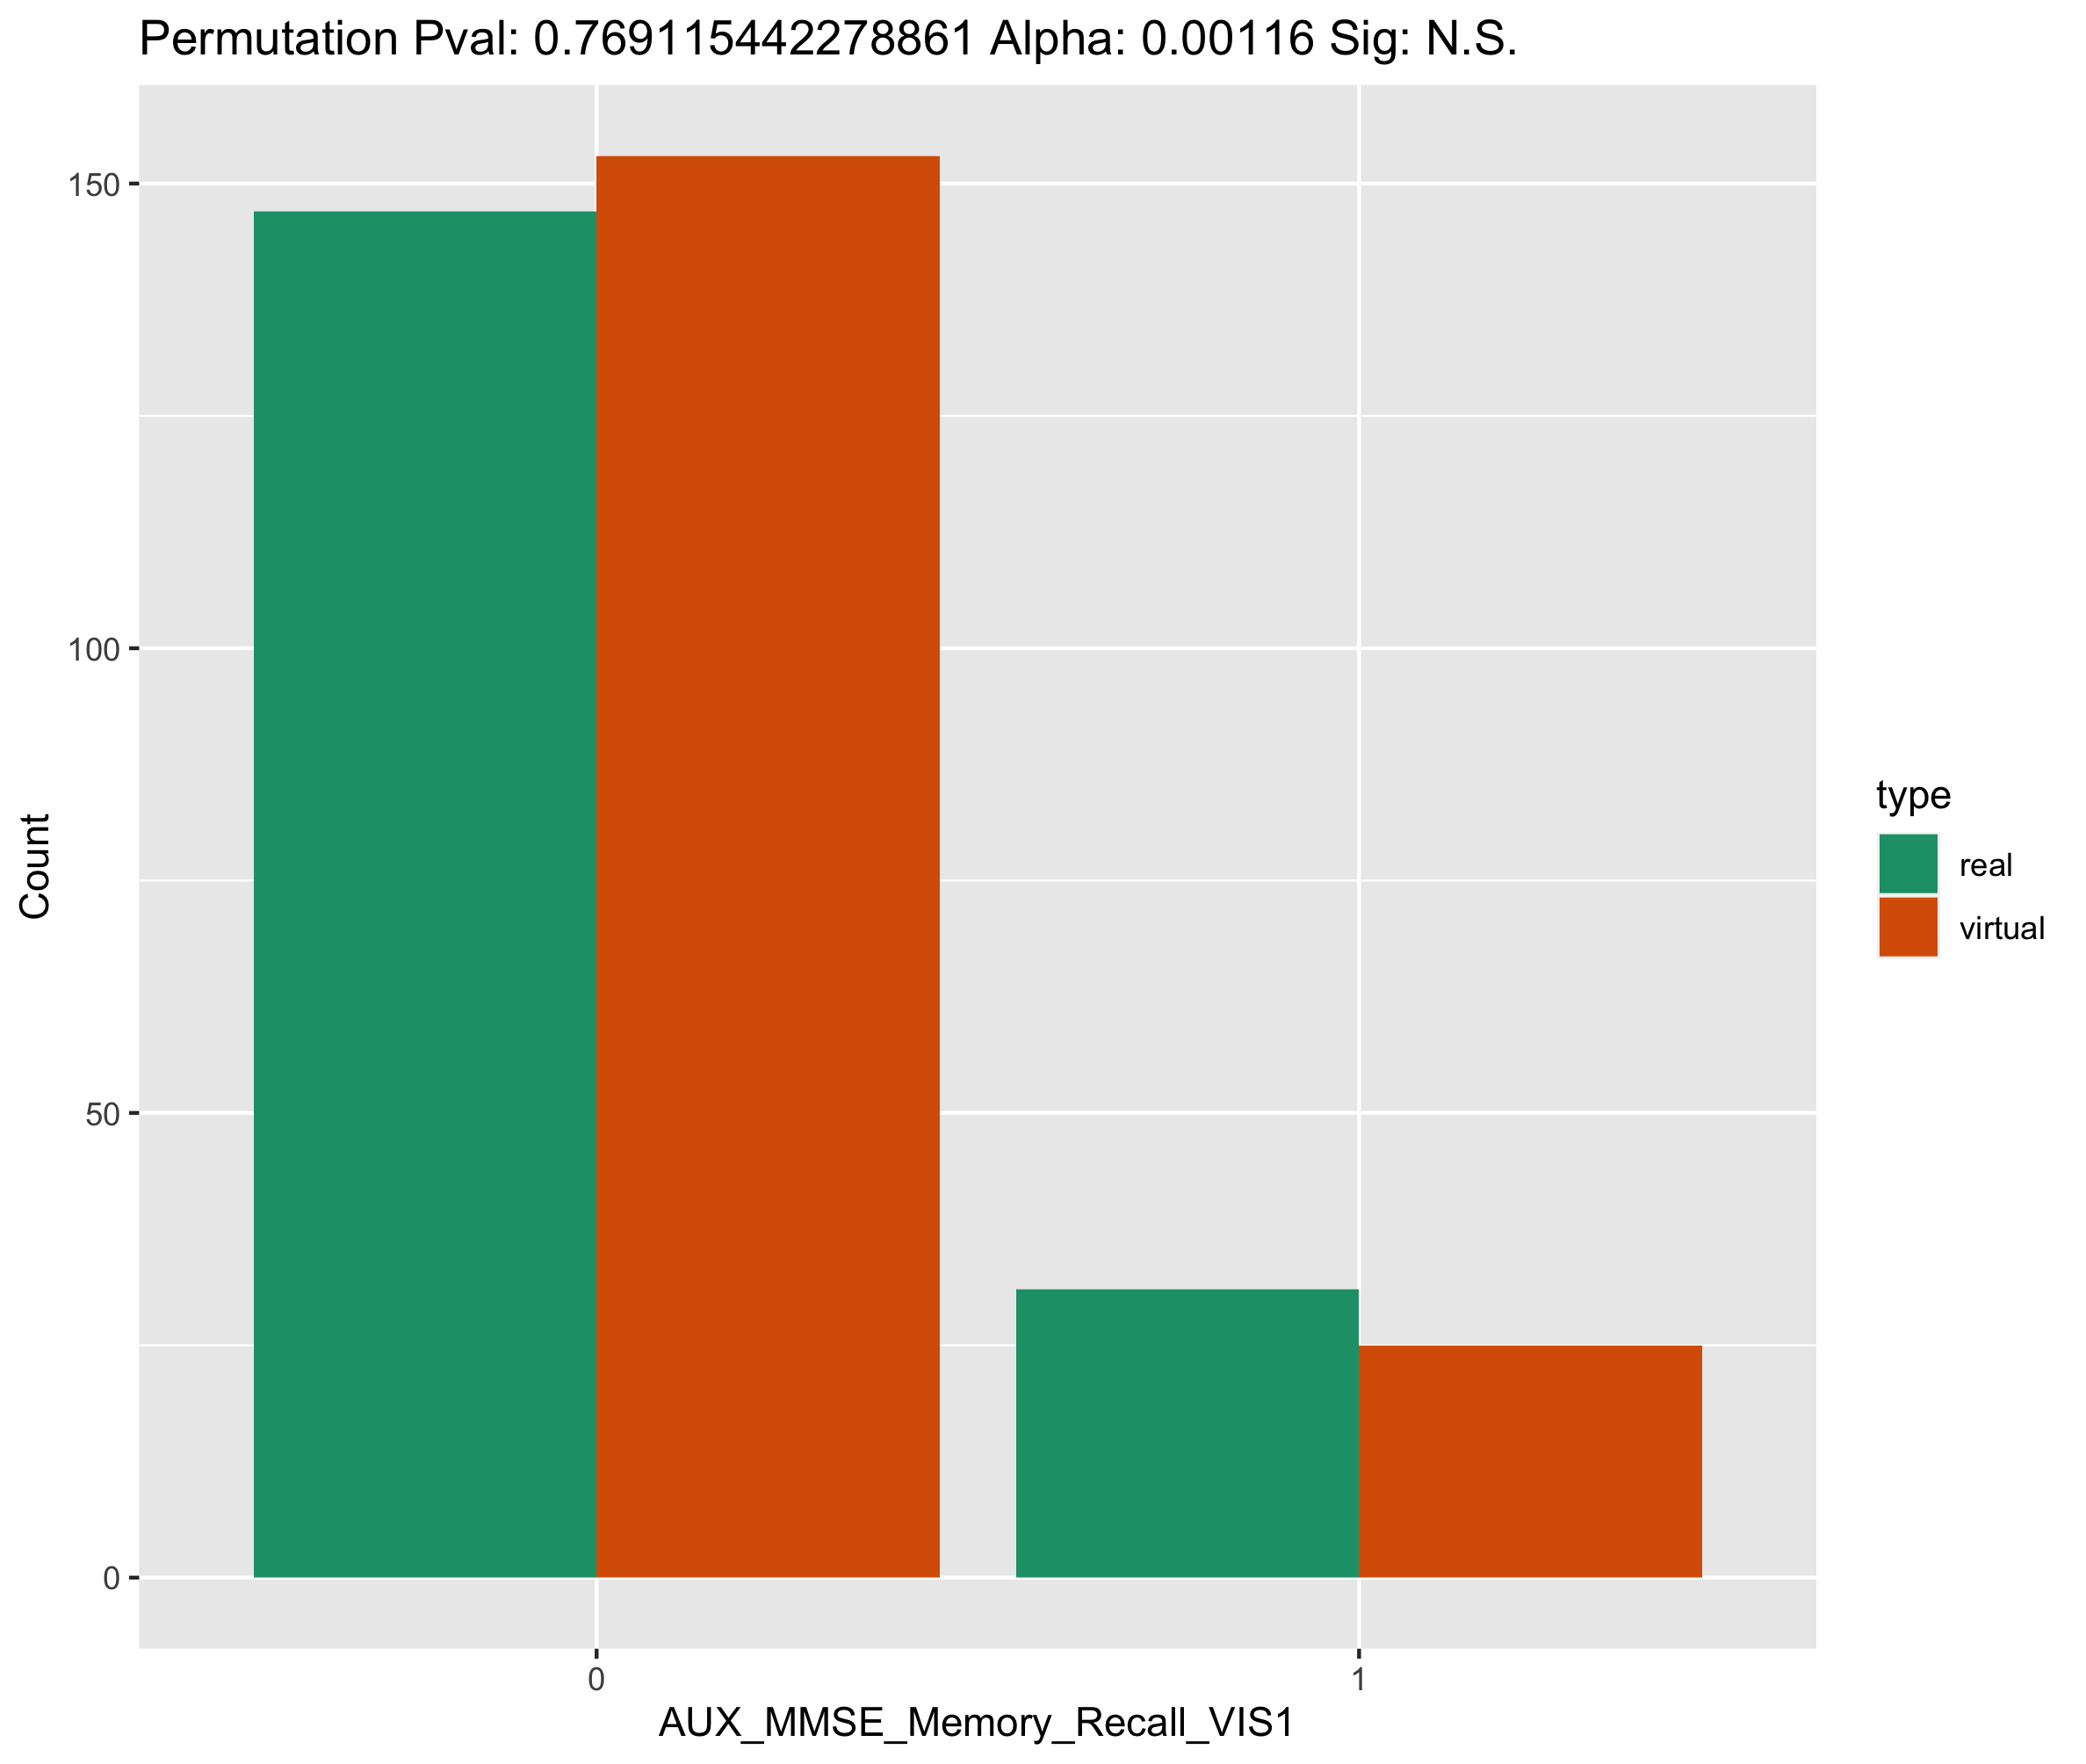 Permutation Pval: 0.769115442278861 Alpha: 0.00116 Sig: N.S.
150
100
50
0
Count
0
1
AUX_MMSE_Memory_Recall_VIS1
type
real
virtual